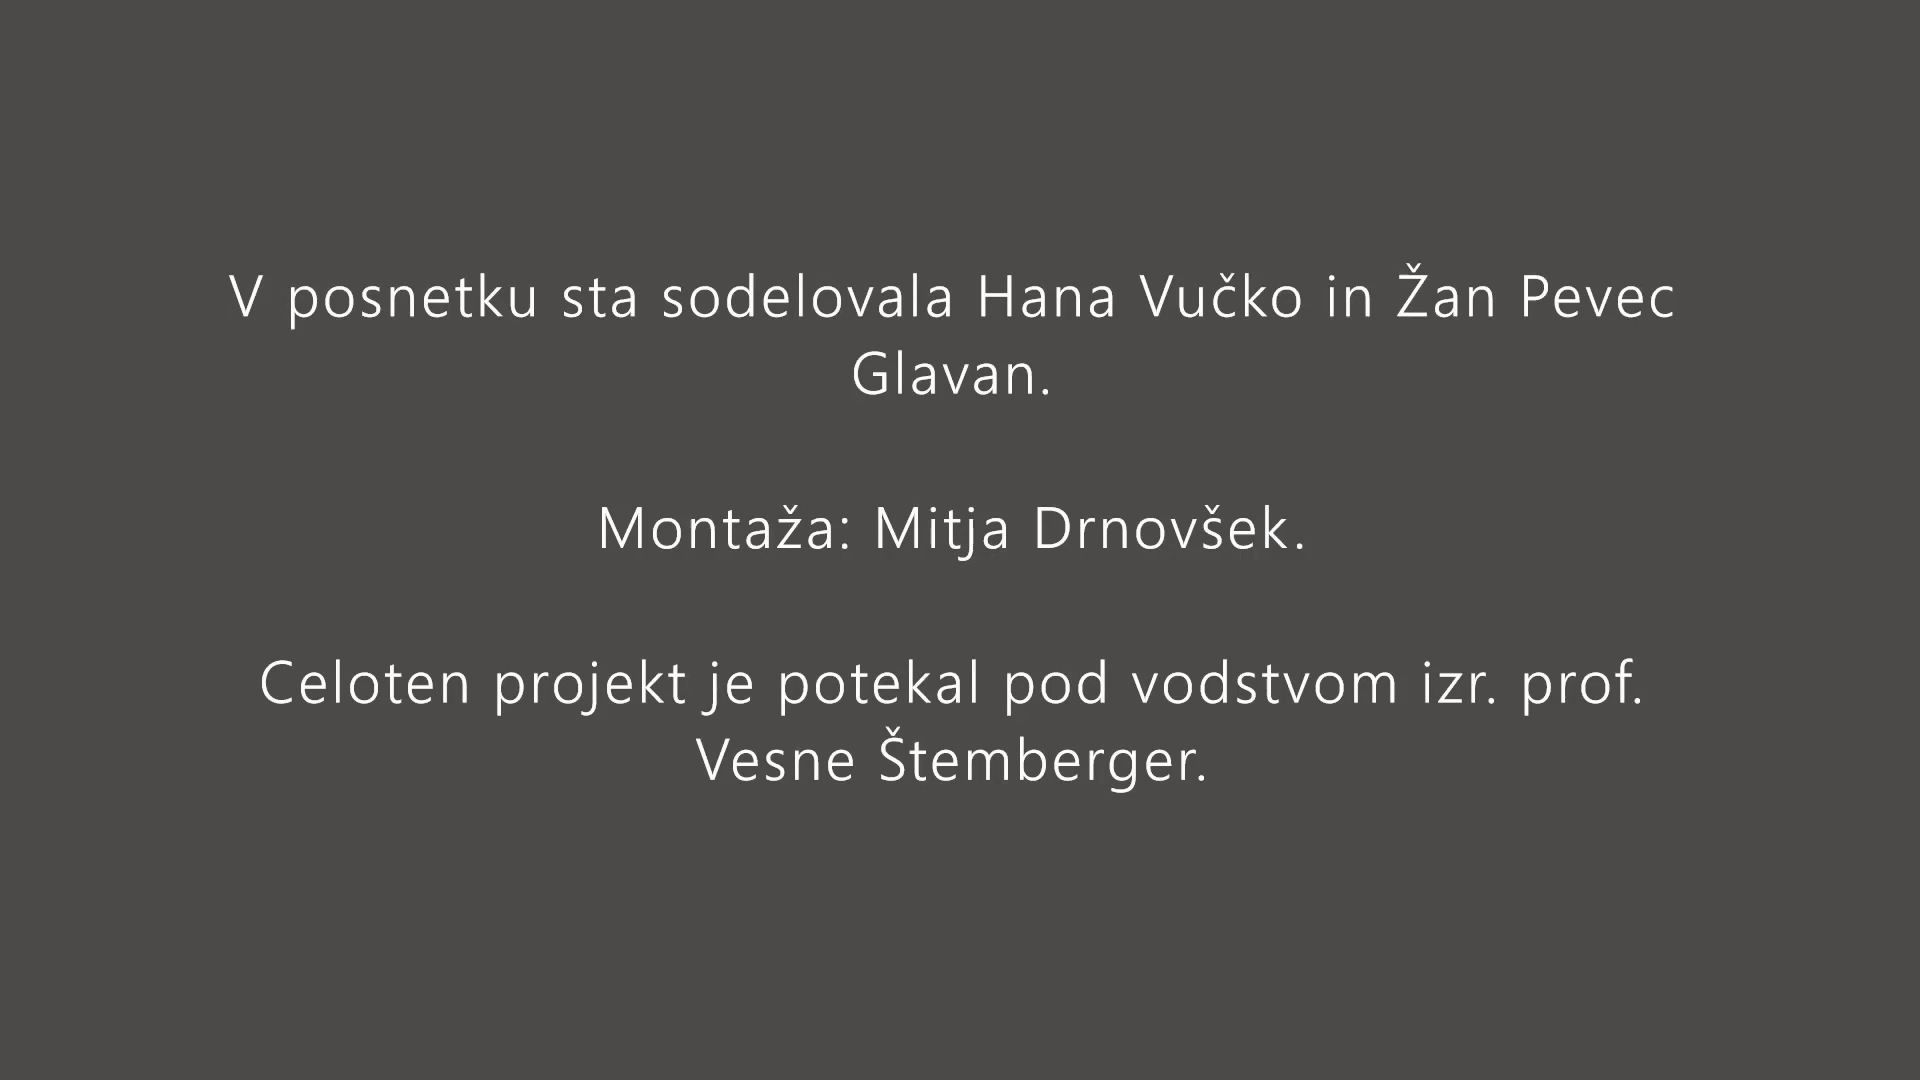 V posnetku sta sodelovala Hana Vučko in Žan Pevec
Glavan.
Montaža: Mitja Drnovšek.
Celoten projekt je potekal pod vodstvom izr. prof.
Vesne Štemberger.